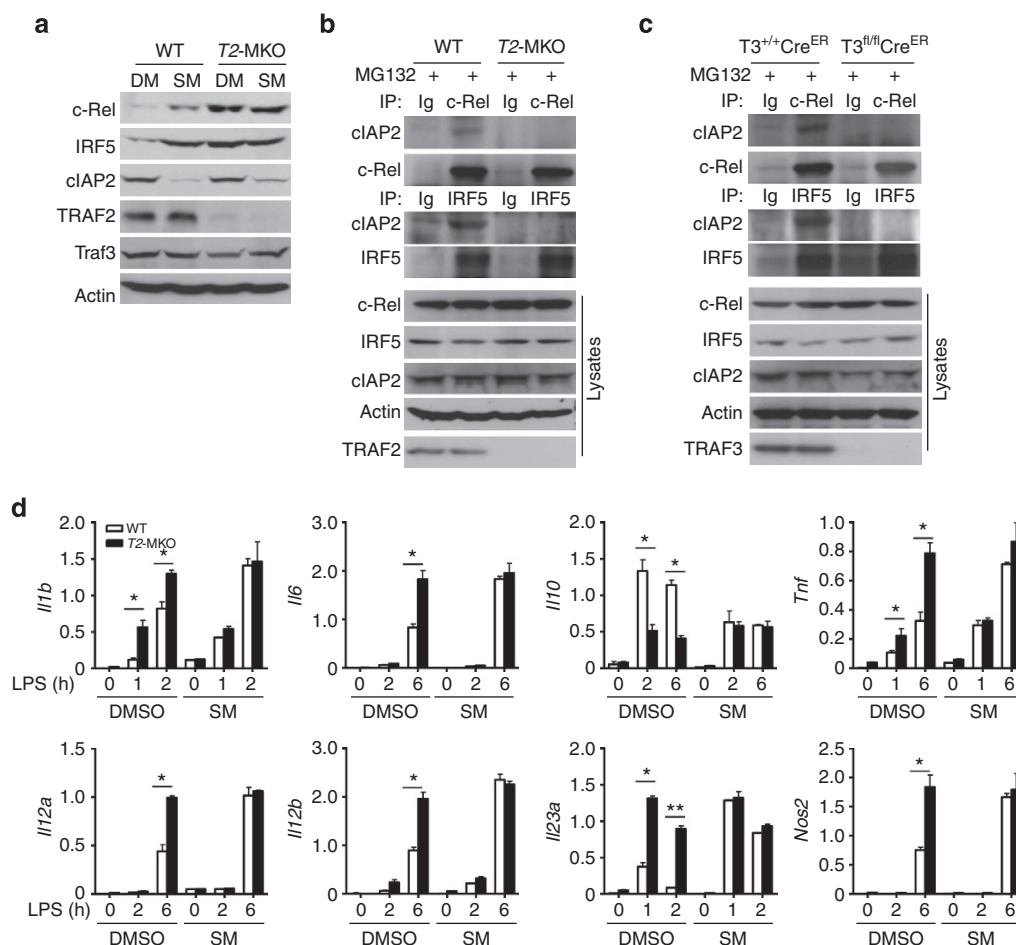 a
WT T2-MKO
DM SM DM SM
c-Rel
IRF5
cIAP2
TRAF2
Traf3
Actin
b
WT T2-MKO
MG132 + + + +
IP: Ig c-Rel Ig c-Rel
cIAP2
c-Rel
IP: Ig IRF5 Ig IRF5
cIAP2
IRF5
c-Rel
IRF5
cIAP2
Actin
TRAF2
Lysates
c
T3+/+CreER T3fl/flCreER
MG132 + + + +
IP: Ig c-Rel Ig c-Rel
cIAP2
c-Rel
IP: Ig IRF5 Ig IRF5
cIAP2
IRF5
c-Rel
IRF5
cIAP2
Actin
TRAF3
Lysates
d
WT
T2-MKO
Il1b
2.0
1.5
1.0
0.5
0
* *
LPS (h) 0 1 2 0 1 2
DMSO SM
Il6
3.0
2.0
1.0
0
*
0 2 6 0 2 6
DMSO SM
Il10
2.0
1.5
1.0
0.5
0
* *
0 2 6 0 2 6
DMSO SM
Tnf
1.0
0.8
0.6
0.4
0.2
0
* *
0 1 6 0 1 6
DMSO SM
Il12a
1.5
1.0
0.5
0
*
LPS (h) 0 2 6 0 2 6
DMSO SM
Il12b
3.0
2.0
1.0
0
*
0 2 6 0 2 6
DMSO SM
Il23a
2.0
1.5
1.0
0.5
0
* **
0 1 2 0 1 2
DMSO SM
Nos2
2.5
2.0
1.5
1.0
0.5
0
*
0 2 6 0 2 6
DMSO SM